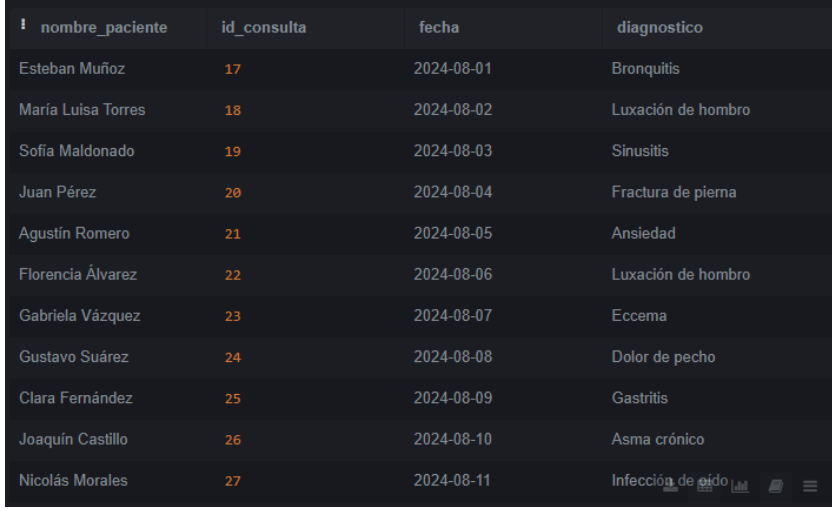 nombre_paciente id_consulta fecha diagnostico
Esteban Muñoz 17 2024-08-01 Bronquitis
María Luisa Torres 18 2024-08-02 Luxación de hombro
Sofía Maldonado 19 2024-08-03 Sinusitis
Juan Pérez 20 2024-08-04 Fractura de pierna
Agustín Romero 21 2024-08-05 Ansiedad
Florencia Álvarez 22 2024-08-06 Luxación de hombro
Gabriela Vázquez 23 2024-08-07 Eccema
Gustavo Suárez 24 2024-08-08 Dolor de pecho
Clara Fernández 25 2024-08-09 Gastritis
Joaquín Castillo 26 2024-08-10 Asma crónico
Nicolás Morales 27 2024-08-11 Infección de oído